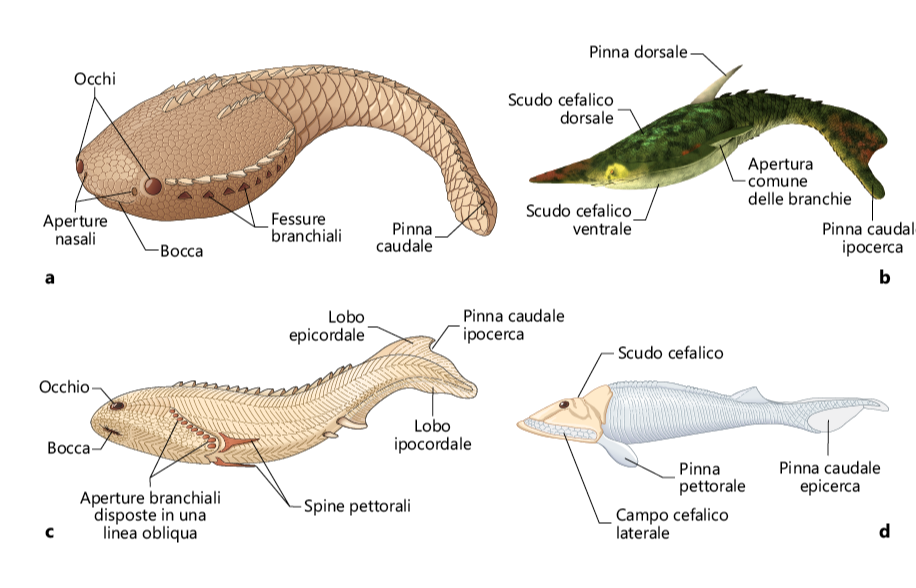 Occhi
Aperture
nasali
Bocca
Fessure
branchiali
Pinna
caudale
a
Pinna dorsale
Scudo cefalico
dorsale
Scudo cefalico
ventrale
Apertura
comune
delle branchie
Pinna caudal
ipocerca
b
Lobo
epicordale
Pinna caudale
ipocerca
Occhio
Bocca
Lobo
ipocordale
Aperture branchiali
disposte in una
linea obliqua
Spine pettorali
c
Scudo cefalico
Pinna
pettorale
Pinna caudale
epicerca
Campo cefalico
laterale
d